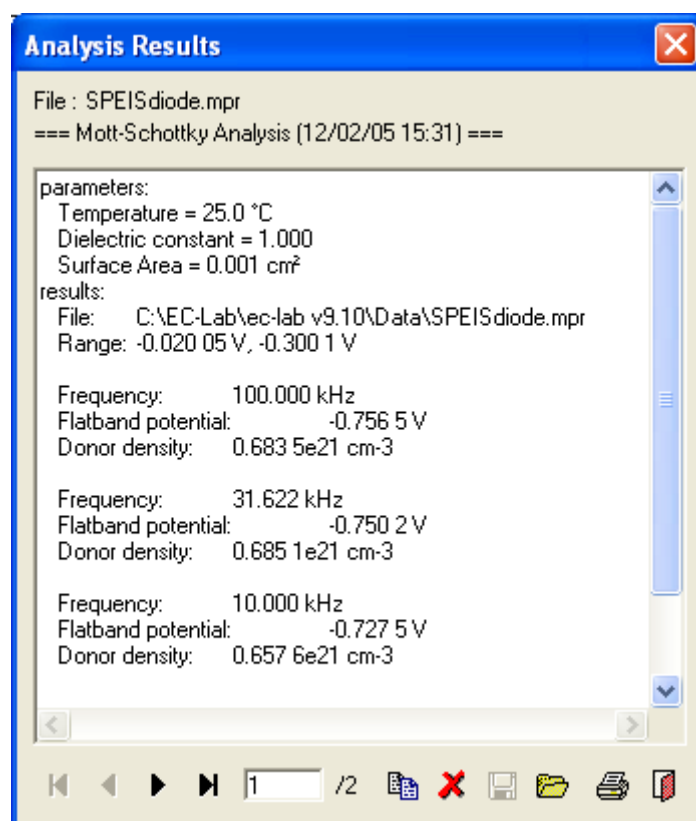 Analysis Results
File : SPEISdiode.mpr
=== Mott-Schottky Analysis (12/02/05 15:31) ===
parameters:
Temperature = 25.0 °C
Dielectric constant = 1.000
Surface Area = 0.001 cm²
results:
File: C:\EC-Lab\ec-lab v9.10\Data\SPEISdiode.mpr
Range: -0.020 05 V, -0.300 1 V
Frequency: 100.000 kHz
Flatband potential: -0.756 5 V
Donor density: 0.683 5e21 cm-3
Frequency: 31.622 kHz
Flatband potential: -0.750 2 V
Donor density: 0.685 1e21 cm-3
Frequency: 10.000 kHz
Flatband potential: -0.727 5 V
Donor density: 0.657 6e21 cm-3
1 /2